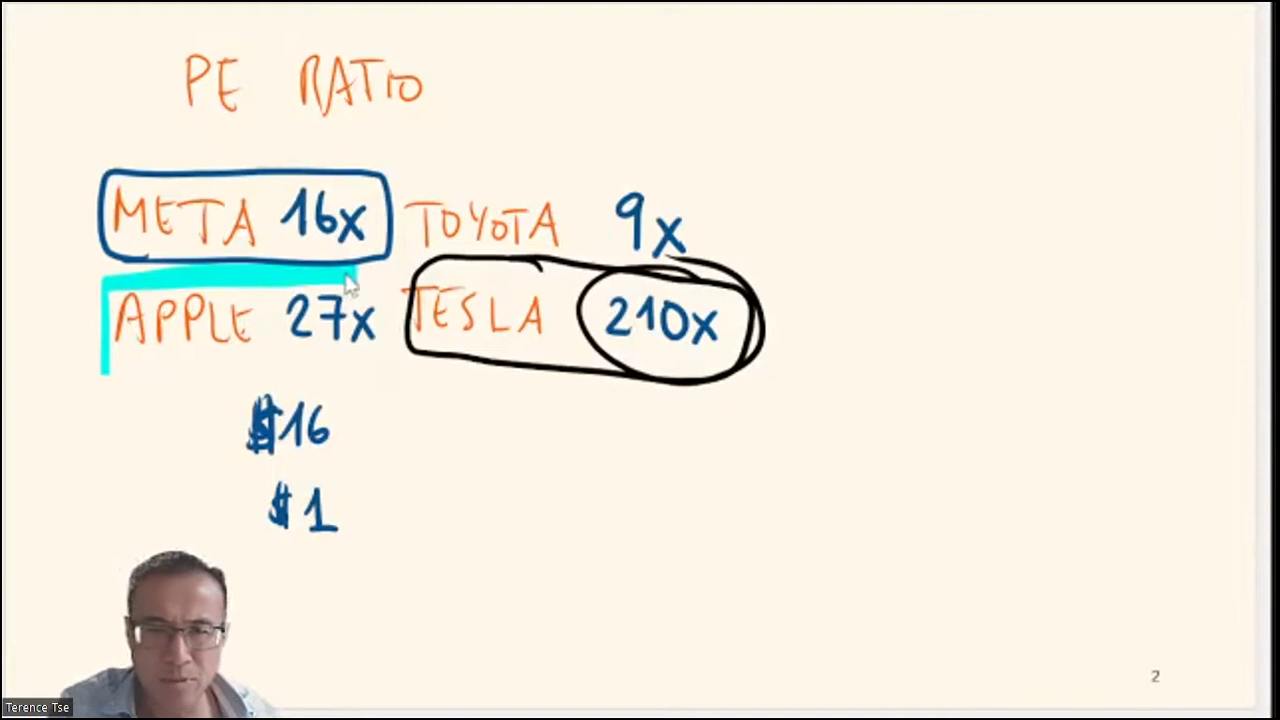 PE RATIO
META 16x TOYOTA 9x
APPLE 27x TESLA 210x
$16
$1
2
Terence Tse